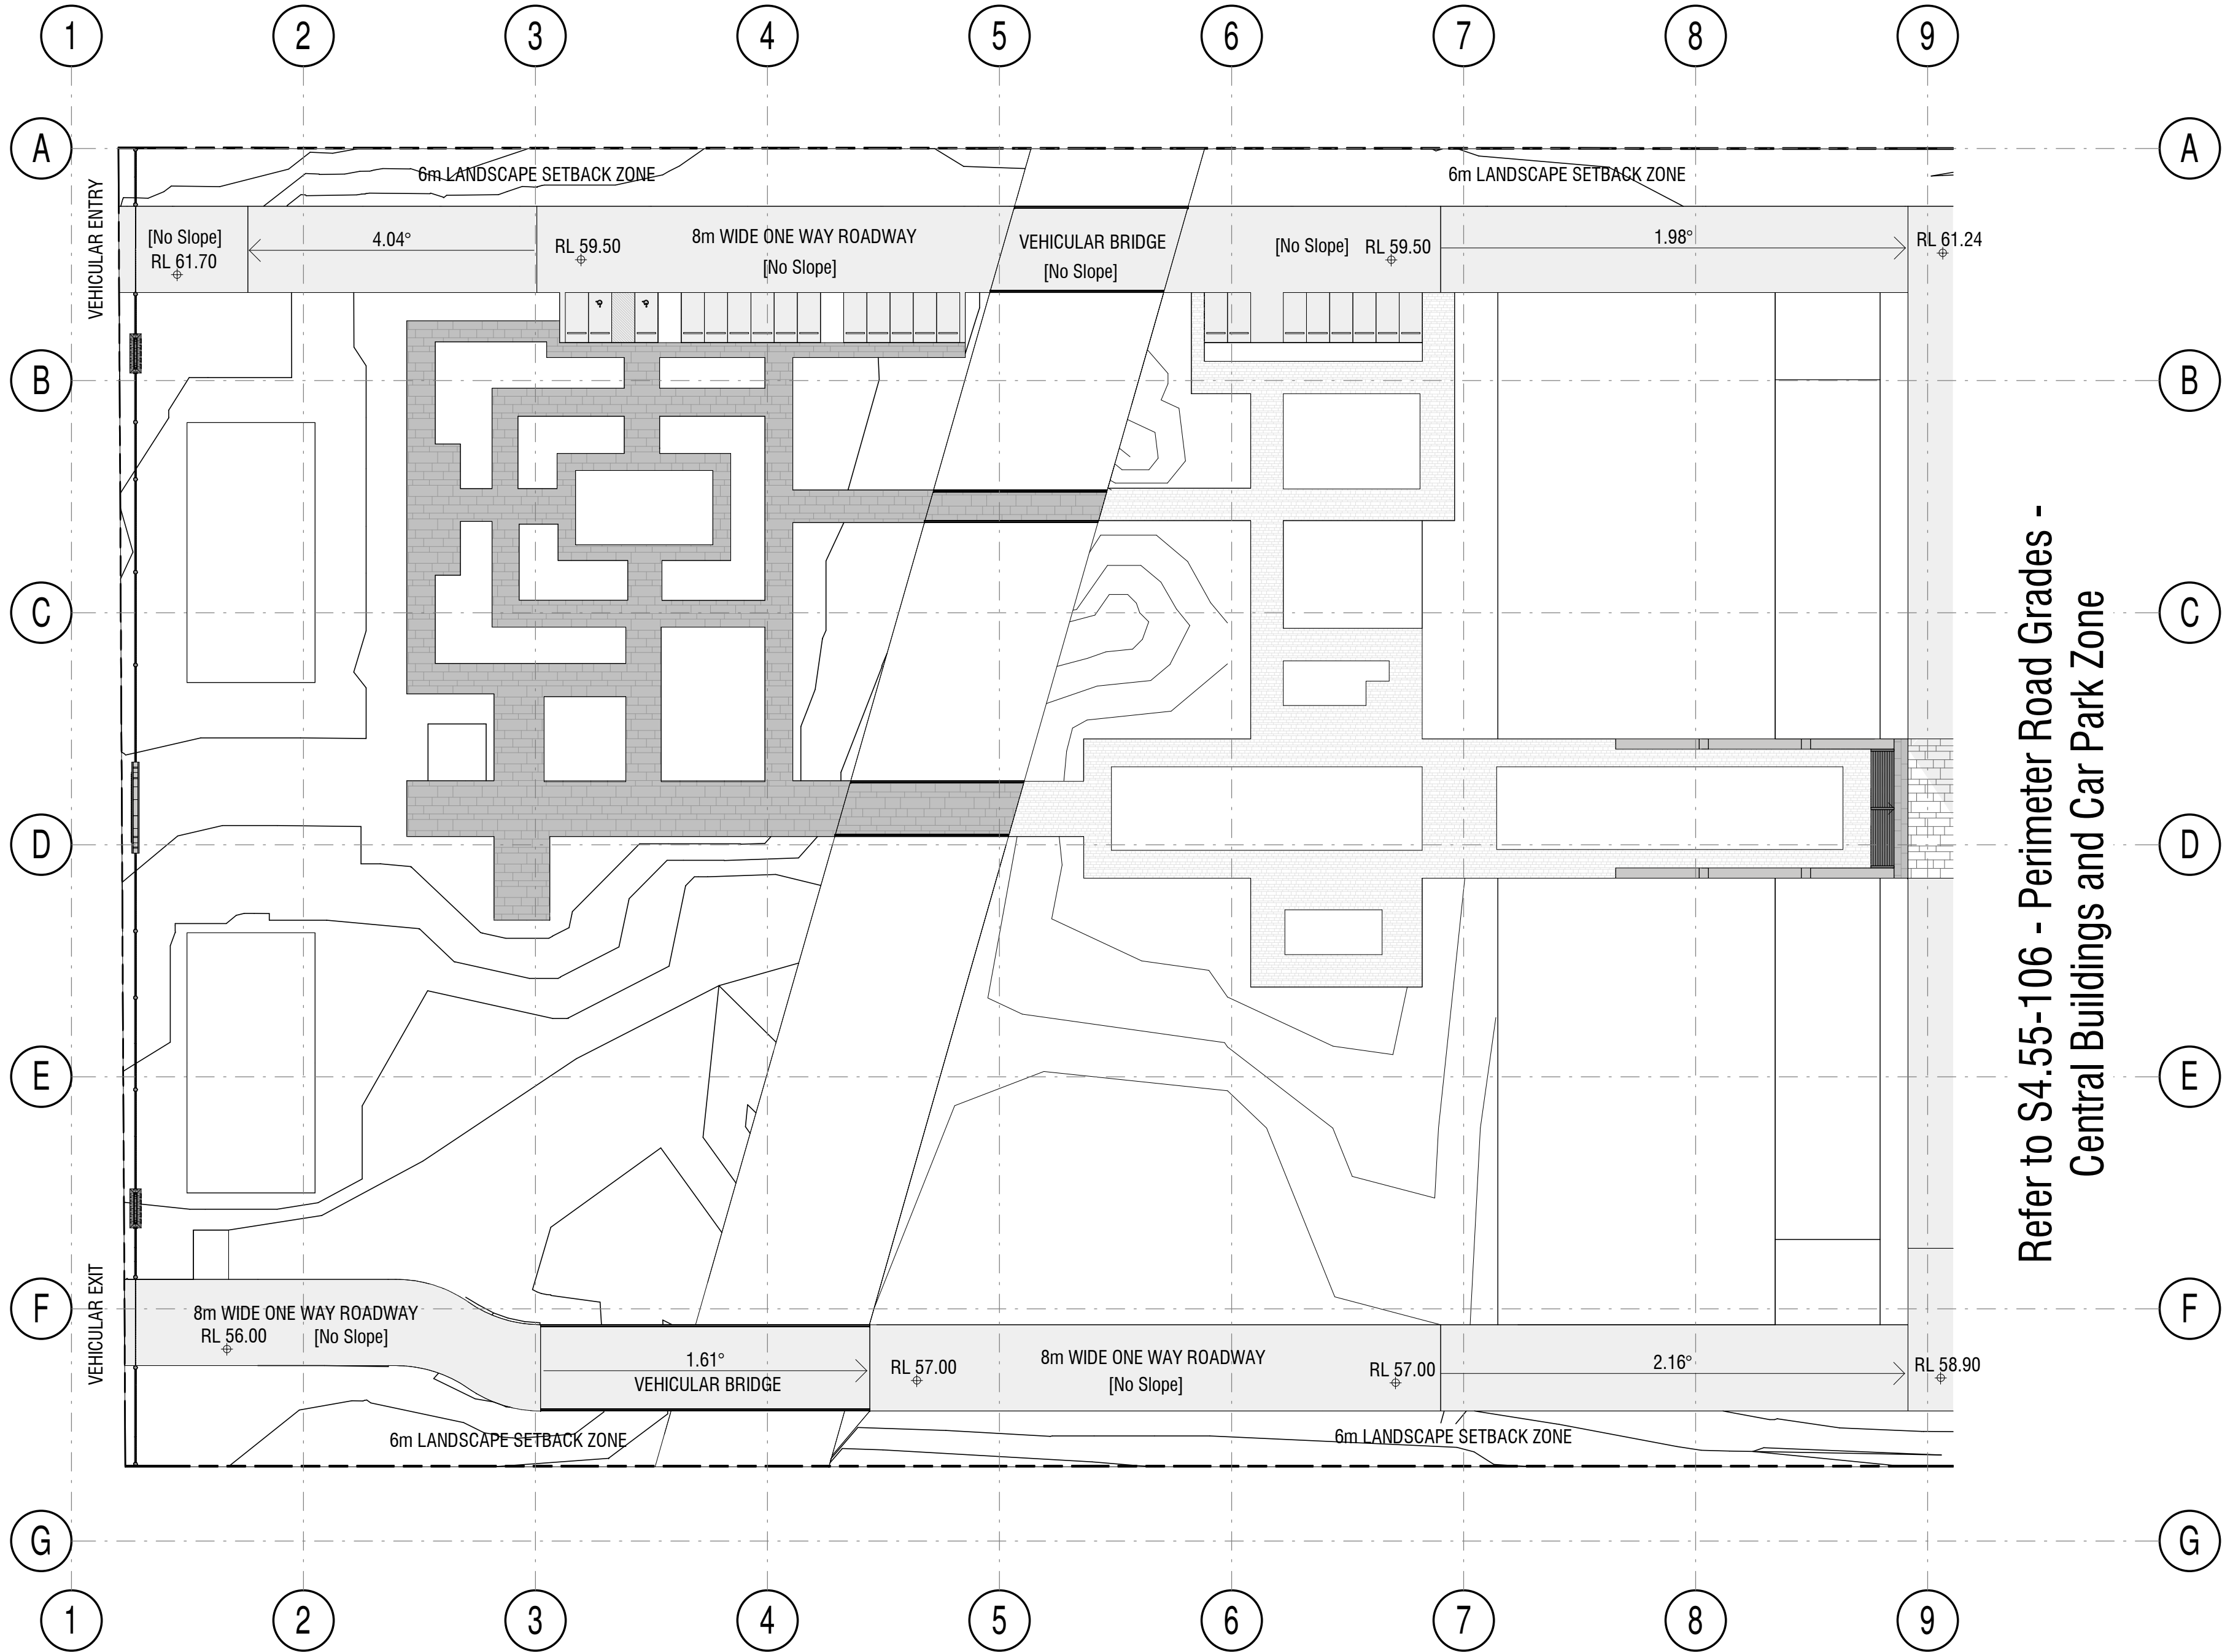 1 2 3 4 5 6 7 8 9
A A
6m LANDSCAPE SETBACK ZONE 6m LANDSCAPE SETBACK ZONE
VEHICULAR ENTRY
[No Slope]
RL 61.70
4.04°
RL 59.50
8m WIDE ONE WAY ROADWAY
[No Slope]
VEHICULAR BRIDGE
[No Slope]
[No Slope] RL 59.50
1.98°
RL 61.24
B B
C C
Refer to S4.55-106 - Perimeter Road Grades -
Central Buildings and Car Park Zone
D D
E E
VEHICULAR EXIT
F F
8m WIDE ONE WAY ROADWAY
RL 56.00 [No Slope]
1.61°
VEHICULAR BRIDGE
RL 57.00
8m WIDE ONE WAY ROADWAY
[No Slope]
RL 57.00
2.16°
RL 58.90
6m LANDSCAPE SETBACK ZONE 6m LANDSCAPE SETBACK ZONE
G G
1 2 3 4 5 6 7 8 9